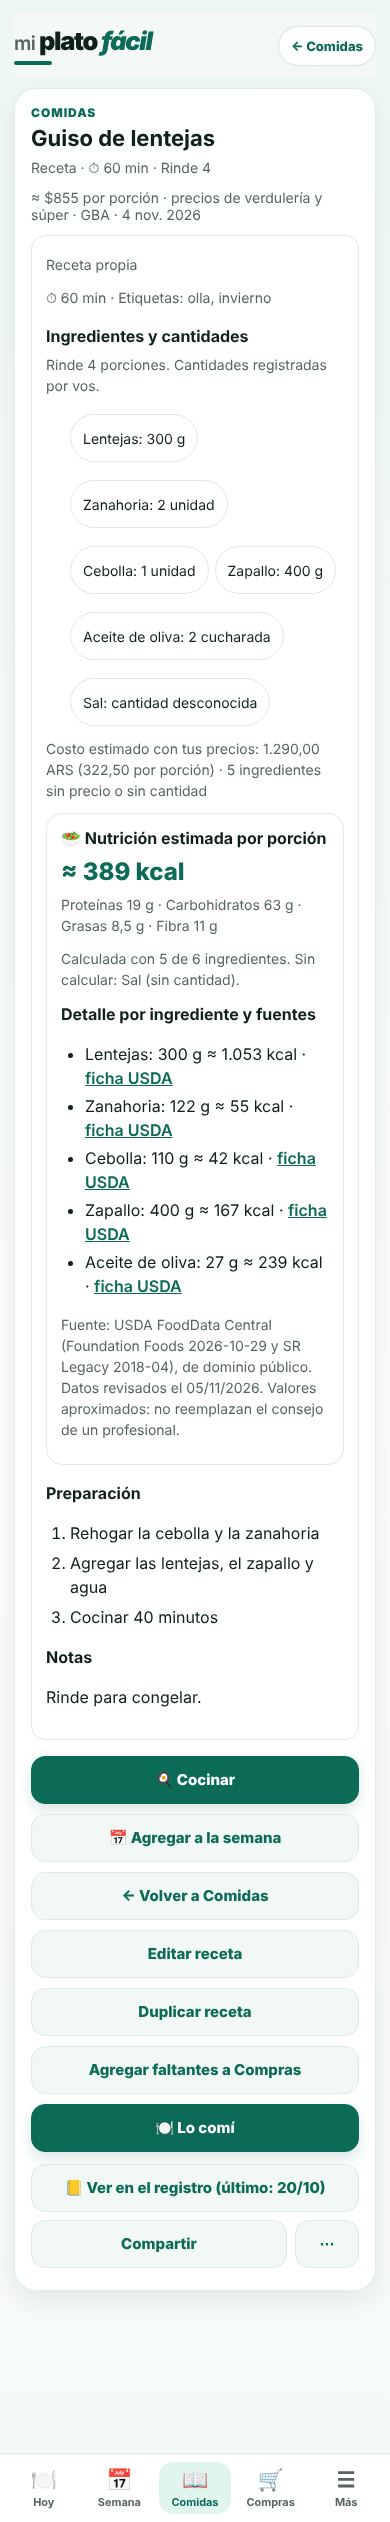 mi plato fácil
← Comidas
COMIDAS
Guiso de lentejas
Receta · ⏱ 60 min · Rinde 4
≈ $855 por porción · precios de verdulería y
súper · GBA · 4 nov. 2026
Receta propia
⏱ 60 min · Etiquetas: olla, invierno
Ingredientes y cantidades
Rinde 4 porciones. Cantidades registradas
por vos.
Lentejas: 300 g
Zanahoria: 2 unidad
Cebolla: 1 unidad
Zapallo: 400 g
Aceite de oliva: 2 cucharada
Sal: cantidad desconocida
Costo estimado con tus precios: 1.290,00
ARS (322,50 por porción) · 5 ingredientes
sin precio o sin cantidad
🥗 Nutrición estimada por porción
≈ 389 kcal
Proteínas 19 g · Carbohidratos 63 g ·
Grasas 8,5 g · Fibra 11 g
Calculada con 5 de 6 ingredientes. Sin
calcular: Sal (sin cantidad).
Detalle por ingrediente y fuentes
• Lentejas: 300 g ≈ 1.053 kcal ·
ficha USDA
• Zanahoria: 122 g ≈ 55 kcal ·
ficha USDA
• Cebolla: 110 g ≈ 42 kcal · ficha
USDA
• Zapallo: 400 g ≈ 167 kcal · ficha
USDA
• Aceite de oliva: 27 g ≈ 239 kcal
· ficha USDA
Fuente: USDA FoodData Central
(Foundation Foods 2026-10-29 y SR
Legacy 2018-04), de dominio público.
Datos revisados el 05/11/2026. Valores
aproximados: no reemplazan el consejo
de un profesional.
Preparación
1. Rehogar la cebolla y la zanahoria
2. Agregar las lentejas, el zapallo y
agua
3. Cocinar 40 minutos
Notas
Rinde para congelar.
🍳 Cocinar
📅 Agregar a la semana
← Volver a Comidas
Editar receta
Duplicar receta
Agregar faltantes a Compras
🍽️ Lo comí
📒 Ver en el registro (último: 20/10)
Compartir
⋯
Hoy
Semana
Comidas
Compras
Más